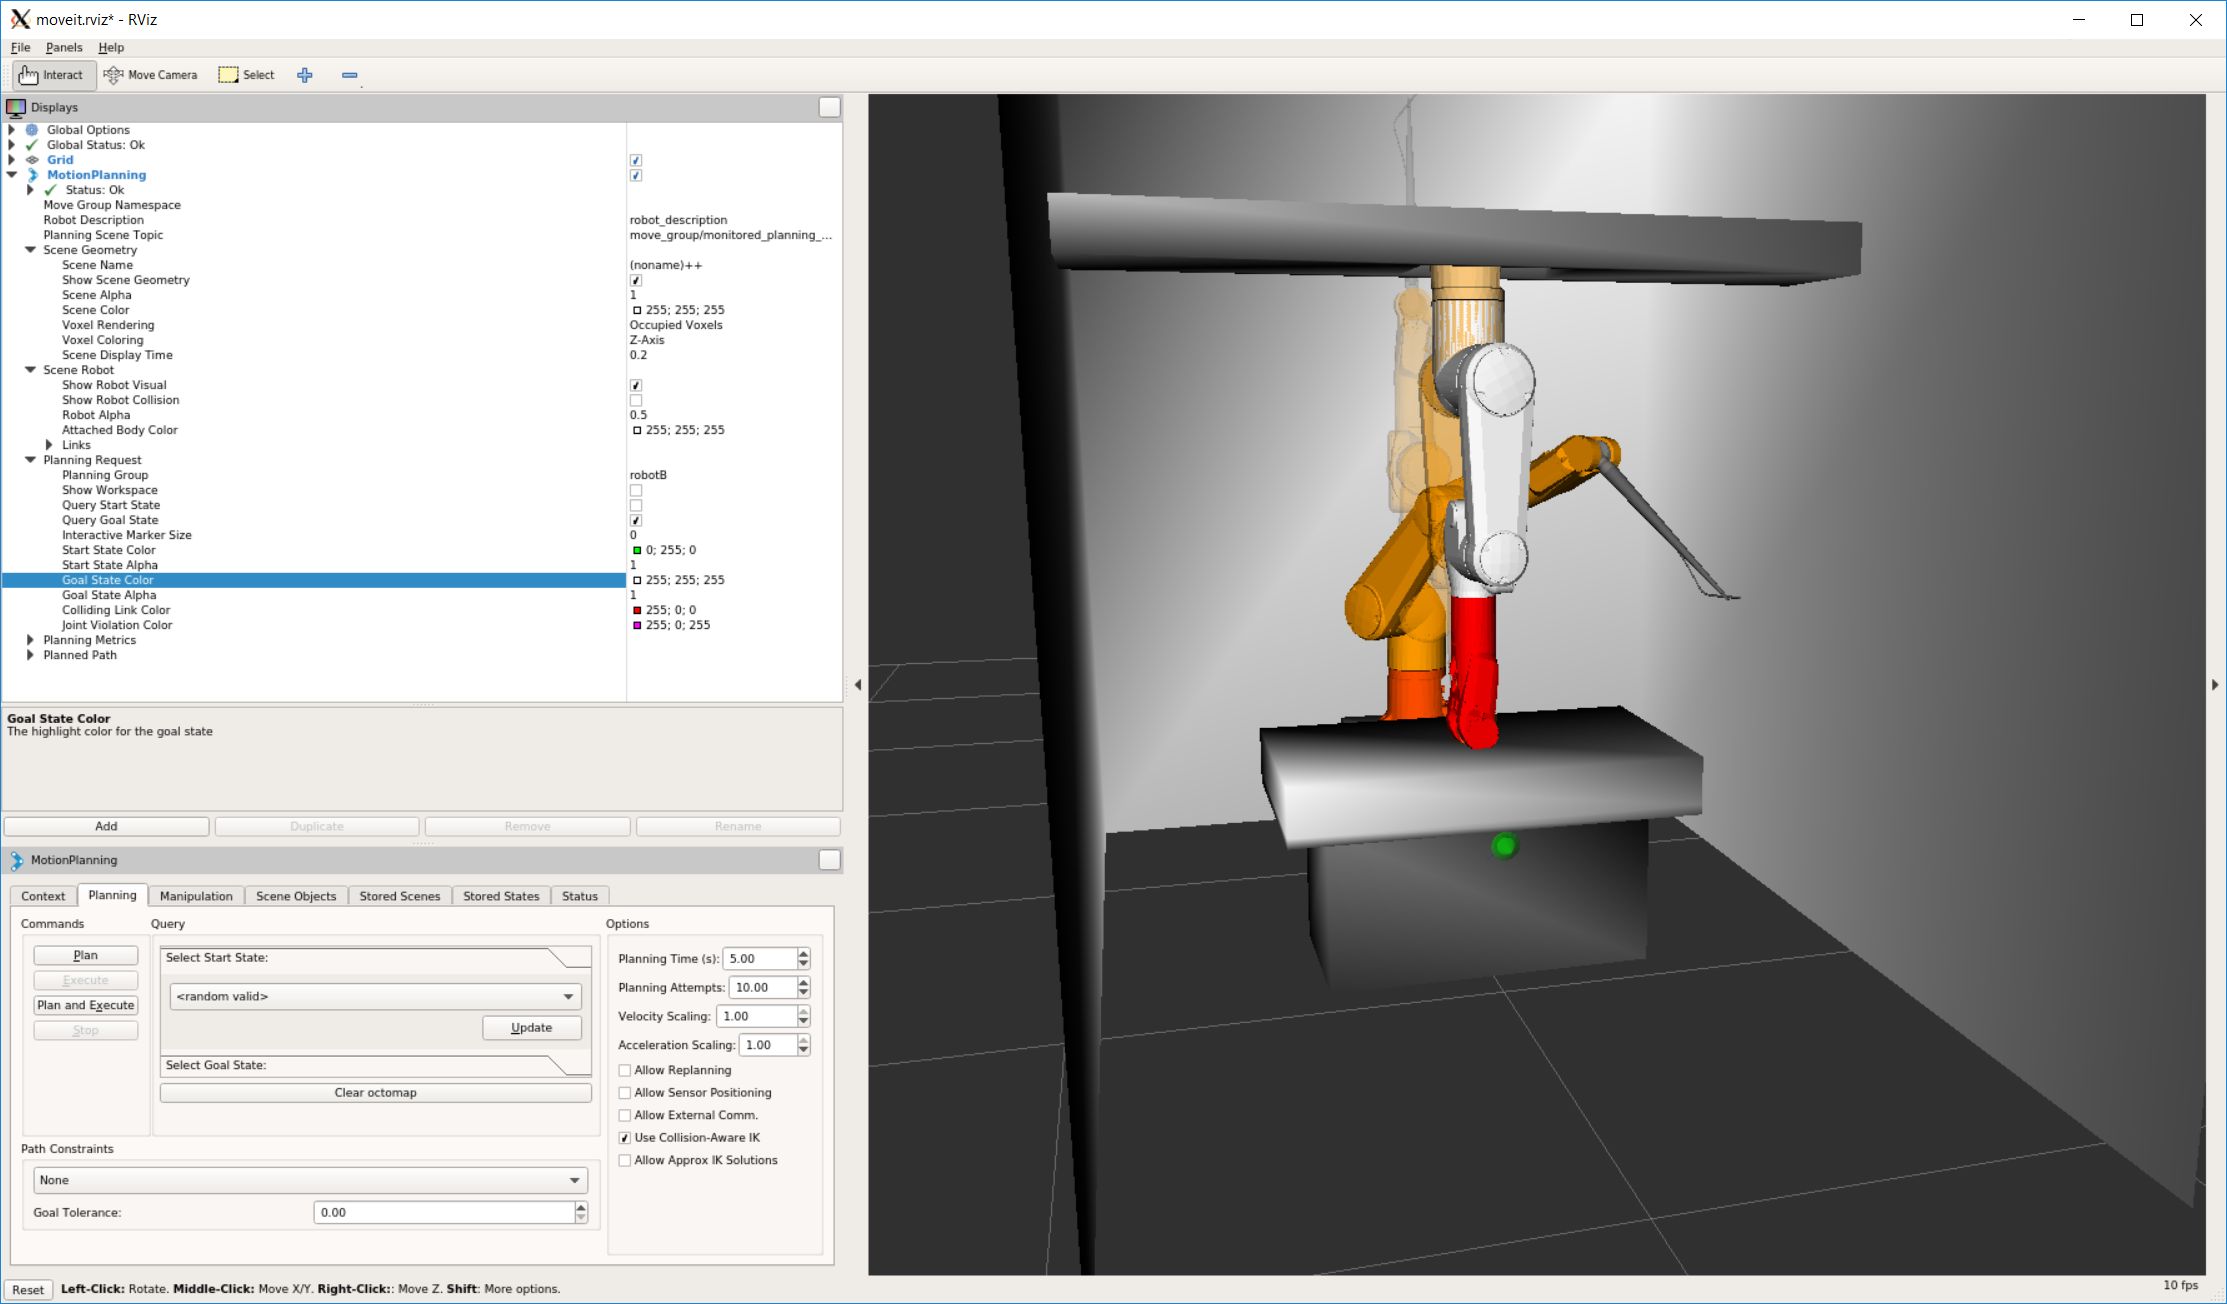 moveit.rviz* - RViz
File Panels Help
Interact Move Camera Select
Displays
Global Options
Global Status: Ok
Grid
MotionPlanning
Status: Ok
Move Group Namespace
Robot Description robot_description
Planning Scene Topic move_group/monitored_planning_...
Scene Geometry
Scene Name (noname)++
Show Scene Geometry
Scene Alpha 1
Scene Color 255; 255; 255
Voxel Rendering Occupied Voxels
Voxel Coloring Z-Axis
Scene Display Time 0.2
Scene Robot
Show Robot Visual
Show Robot Collision
Robot Alpha 0.5
Attached Body Color 255; 255; 255
Links
Planning Request
Planning Group robotB
Show Workspace
Query Start State
Query Goal State
Interactive Marker Size 0
Start State Color 0; 255; 0
Start State Alpha 1
Goal State Color 255; 255; 255
Goal State Alpha 1
Colliding Link Color 255; 0; 0
Joint Violation Color 255; 0; 255
Planning Metrics
Planned Path
Goal State Color
The highlight color for the goal state
Add Duplicate Remove Rename
MotionPlanning
Context Planning Manipulation Scene Objects Stored Scenes Stored States Status
Commands Query Options
Plan
Execute
Plan and Execute
Stop
Select Start State:
<random valid>
Update
Select Goal State:
Clear octomap
Planning Time (s): 5.00
Planning Attempts: 10.00
Velocity Scaling: 1.00
Acceleration Scaling: 1.00
Allow Replanning
Allow Sensor Positioning
Allow External Comm.
Use Collision-Aware IK
Allow Approx IK Solutions
Path Constraints
None
Goal Tolerance: 0.00
Reset Left-Click: Rotate. Middle-Click: Move X/Y. Right-Click:: Move Z. Shift: More options. 10 fps